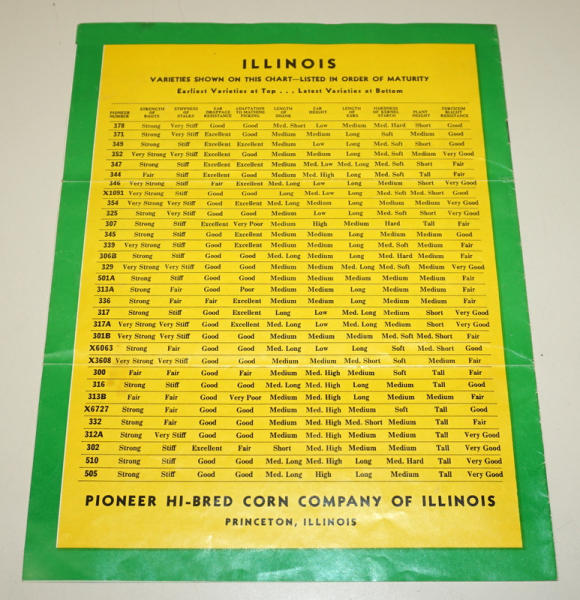 ILLINOIS
VARIETIES SHOWN ON THIS CHART—LISTED IN ORDER OF MATURITY
Earliest Varieties at Top . . . Latest Varieties at Bottom
PIONEER NUMBER STRENGTH OF ROOTS STIFFNESS OF STALKS EAR DROPPAGE RESISTANCE ADAPTATION TO MACHINE PICKING LENGTH OF SHANK EAR HEIGHT LENGTH OF EARS HARDNESS OF KERNEL STARCH PLANT HEIGHT TURCICUM BLIGHT RESISTANCE
378 Strong Very Stiff Good Good Med. Short Low Medium Med. Hard Short Good
371 Strong Very Stiff Excellent Good Medium Medium Long Soft Medium Good
349 Strong Stiff Excellent Excellent Medium Low Long Med. Soft Short Good
352 Very Strong Very Stiff Excellent Good Medium Medium Long Med. Soft Medium Very Good
347 Strong Stiff Excellent Excellent Medium Med. Low Med. Long Med. Soft Short Fair
344 Fair Stiff Excellent Good Medium Med. High Long Med. Soft Tall Fair
346 Very Strong Stiff Fair Excellent Med. Long Low Long Medium Short Very Good
X1091 Very Strong Stiff Good Good Long Med. Low Long Med. Soft Med. Short Good
354 Very Strong Very Stiff Good Excellent Med. Long Medium Long Medium Medium Very Good
325 Strong Stiff Good Good Medium Low Long Med. Soft Short Very Good
307 Strong Stiff Excellent Very Poor Medium High Medium Hard Tall Fair
345 Strong Stiff Good Excellent Medium Medium Long Medium Medium Good
339 Very Strong Stiff Good Excellent Medium Medium Long Med. Soft Medium Fair
306B Strong Stiff Good Good Med. Long Medium Long Med. Hard Medium Fair
329 Very Strong Very Stiff Good Good Medium Medium Med. Long Med. Soft Medium Very Good
501A Strong Stiff Good Good Medium Medium Medium Medium Medium Fair
313A Strong Fair Good Poor Medium Medium Long Medium Medium Fair
336 Strong Fair Fair Excellent Medium Medium Long Medium Medium Fair
317 Strong Stiff Good Excellent Long Low Med. Long Medium Short Very Good
317A Very Strong Very Stiff Good Excellent Med. Long Low Med. Long Medium Short Very Good
301B Very Strong Very Stiff Good Good Medium Medium Medium Med. Soft Med. Short Fair
X6063 Strong Fair Good Good Med. Long Low Long Soft Med. Short Good
X3608 Very Strong Very Stiff Good Good Medium Medium Med. Short Soft Medium Fair
300 Fair Fair Good Fair Medium Med. High Medium Soft Tall Fair
316 Strong Stiff Good Good Med. Long Med. High Long Medium Tall Good
313B Fair Fair Good Very Poor Medium Med. High Long Medium Medium Fair
X6727 Strong Fair Good Good Medium Med. High Medium Soft Tall Good
332 Strong Fair Good Good Medium Med. High Med. Short Medium Tall Fair
312A Strong Very Stiff Good Good Medium Med. High Medium Medium Tall Very Good
302 Strong Stiff Excellent Fair Short Med. High Medium Medium Tall Very Good
510 Strong Stiff Good Good Med. Long Med. High Long Med. Hard Tall Very Good
505 Strong Stiff Good Good Med. Long High Long Medium Tall Very Good
PIONEER HI-BRED CORN COMPANY OF ILLINOIS
PRINCETON, ILLINOIS